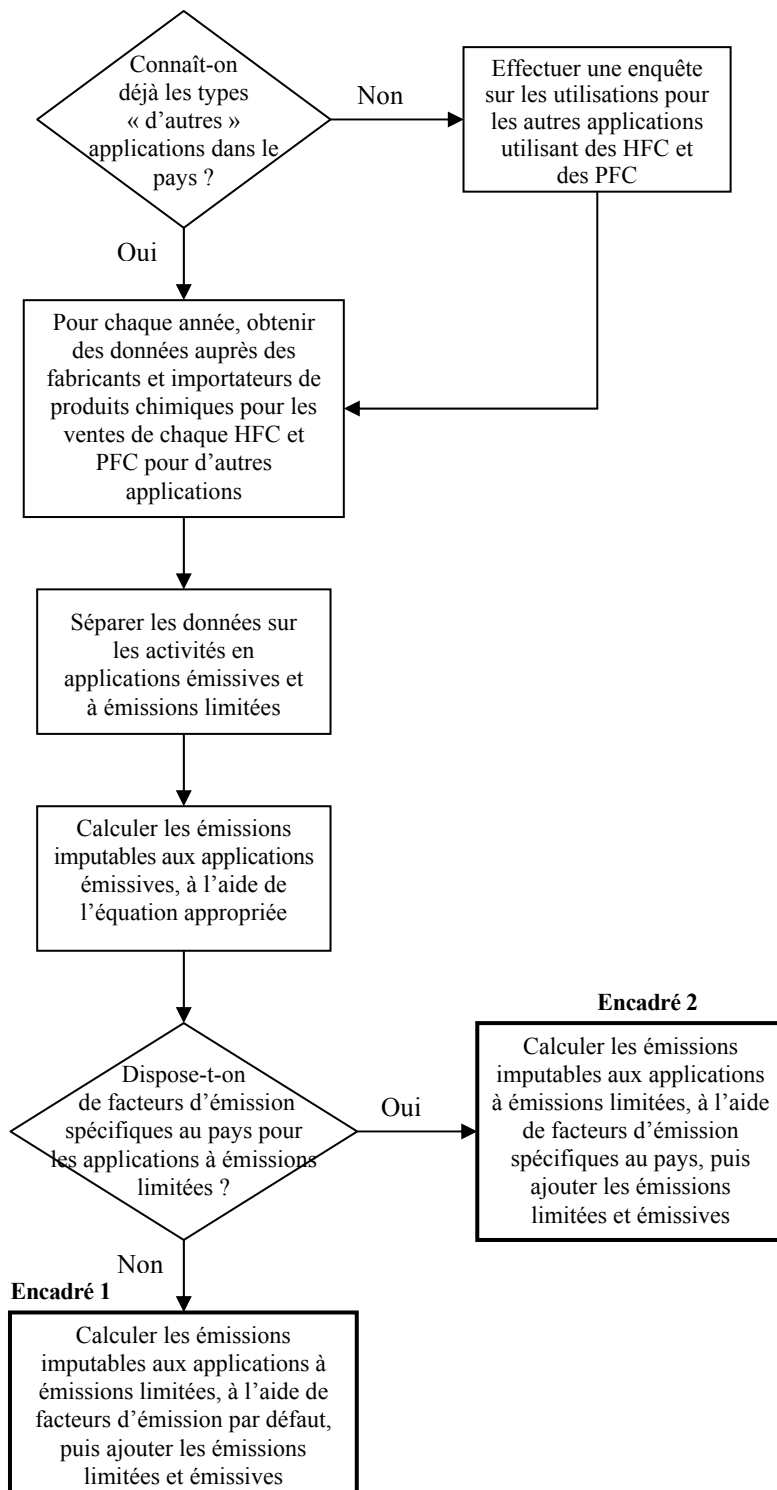 Connaît-on
déjà les types
« d'autres »
applications dans le
pays ?
Non
Effectuer une enquête
sur les utilisations pour
les autres applications
utilisant des HFC et
des PFC
Oui
Pour chaque année, obtenir
des données auprès des
fabricants et importateurs de
produits chimiques pour les
ventes de chaque HFC et
PFC pour d'autres
applications
Séparer les données sur
les activités en
applications émissives et
à émissions limitées
Calculer les émissions
imputables aux applications
émissives, à l'aide de
l'équation appropriée
Dispose-t-on
de facteurs d'émission
spécifiques au pays pour
les applications à émissions
limitées ?
Oui
Encadré 2
Calculer les émissions
imputables aux applications
à émissions limitées, à l'aide
de facteurs d'émission
spécifiques au pays, puis
ajouter les émissions
limitées et émissives
Non
Encadré 1
Calculer les émissions
imputables aux applications à
émissions limitées, à l'aide de
facteurs d'émission par défaut,
puis ajouter les émissions
limitées et émissives